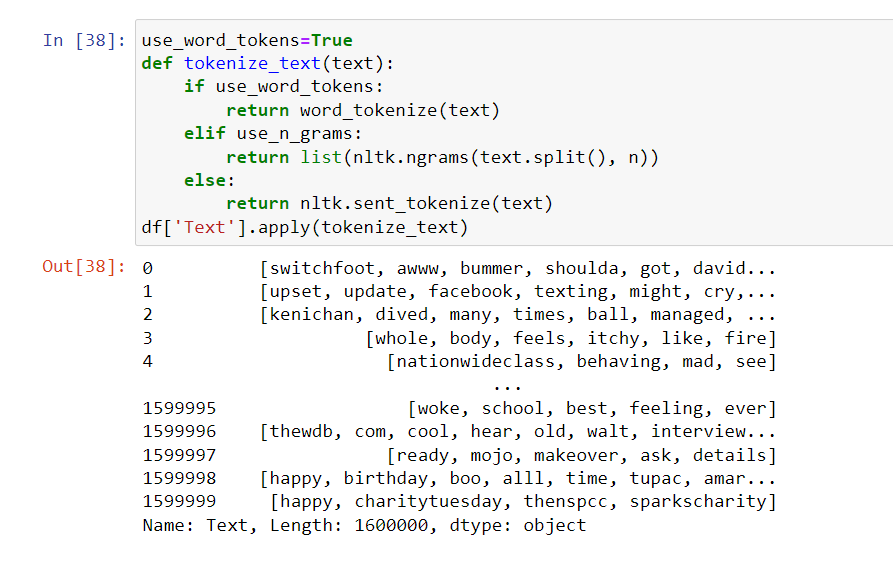 In [38]: use_word_tokens=True
def tokenize_text(text):
    if use_word_tokens:
        return word_tokenize(text)
    elif use_n_grams:
        return list(nltk.ngrams(text.split(), n))
    else:
        return nltk.sent_tokenize(text)
df['Text'].apply(tokenize_text)
Out[38]: 0          [switchfoot, awww, bummer, shoulda, got, david...
1          [upset, update, facebook, texting, might, cry,...
2          [kenichan, dived, many, times, ball, managed, ...
3                    [whole, body, feels, itchy, like, fire]
4                      [nationwideclass, behaving, mad, see]
                                 ...
1599995                  [woke, school, best, feeling, ever]
1599996    [thewdb, com, cool, hear, old, walt, interview...
1599997                [ready, mojo, makeover, ask, details]
1599998    [happy, birthday, boo, alll, time, tupac, amar...
1599999     [happy, charitytuesday, thenspcc, sparkscharity]
Name: Text, Length: 1600000, dtype: object